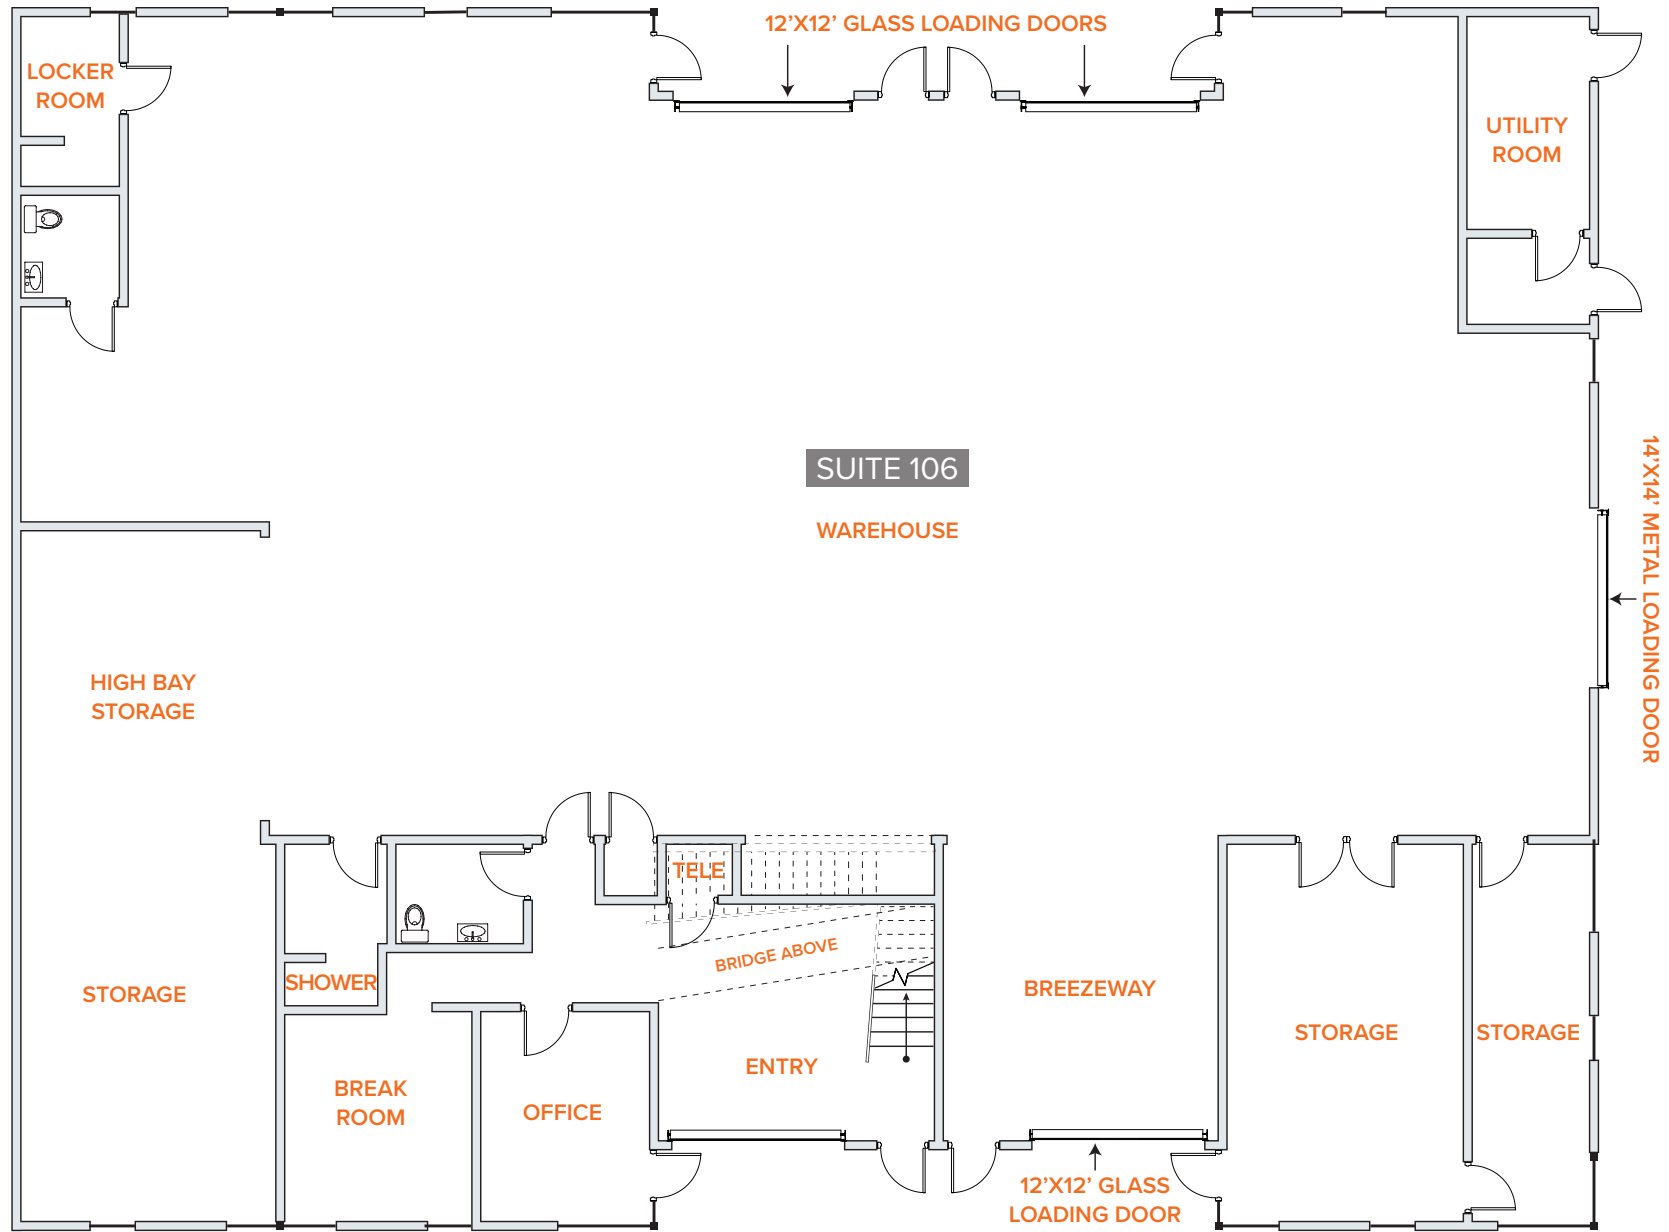 12'X12' GLASS LOADING DOORS
LOCKER
ROOM
UTILITY
ROOM
SUITE 106
WAREHOUSE
14'X14' METAL LOADING DOOR
HIGH BAY
STORAGE
TELE
BRIDGE ABOVE
SHOWER
STORAGE
BREEZEWAY
STORAGE
STORAGE
ENTRY
BREAK
ROOM
OFFICE
12'X12' GLASS
LOADING DOOR